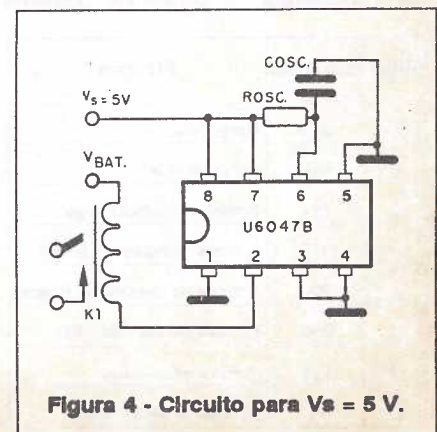 COSC.
Vs = 5V
ROSC.
VBAT.
8 7 6 5
U6047B
1 2 3 4
K1
Figura 4 - Circuito para Vs = 5 V.